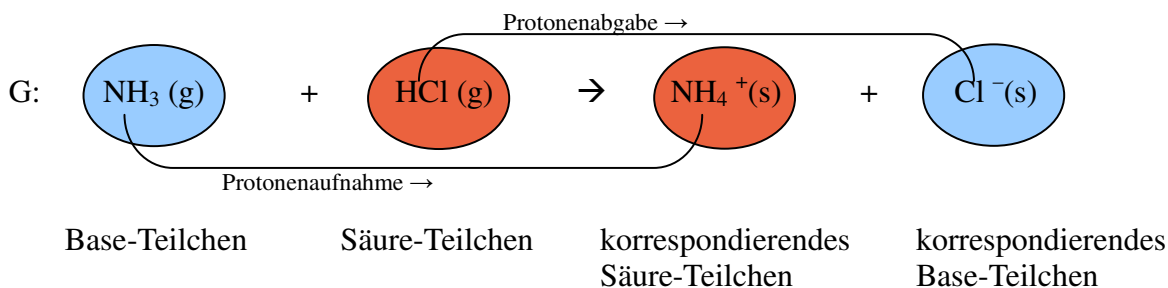 Protonenabgabe →
G: NH₃ (g) + HCl (g) → NH₄ ⁺(s) + Cl ⁻(s)
Protonenaufnahme →
Base-Teilchen Säure-Teilchen korrespondierendes korrespondierendes
Säure-Teilchen Base-Teilchen